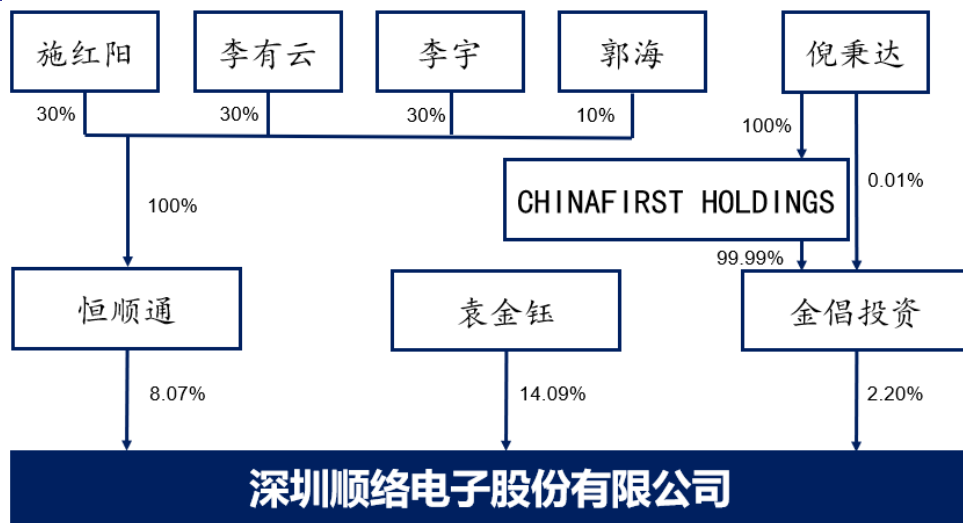 施红阳
李有云
李宇
郭海
倪秉达
30%
30%
30%
10%
100%
0.01%
CHINAFIRST HOLDINGS
100%
99.99%
恒顺通
袁金钰
金倡投资
8.07%
14.09%
2.20%
深圳顺络电子股份有限公司